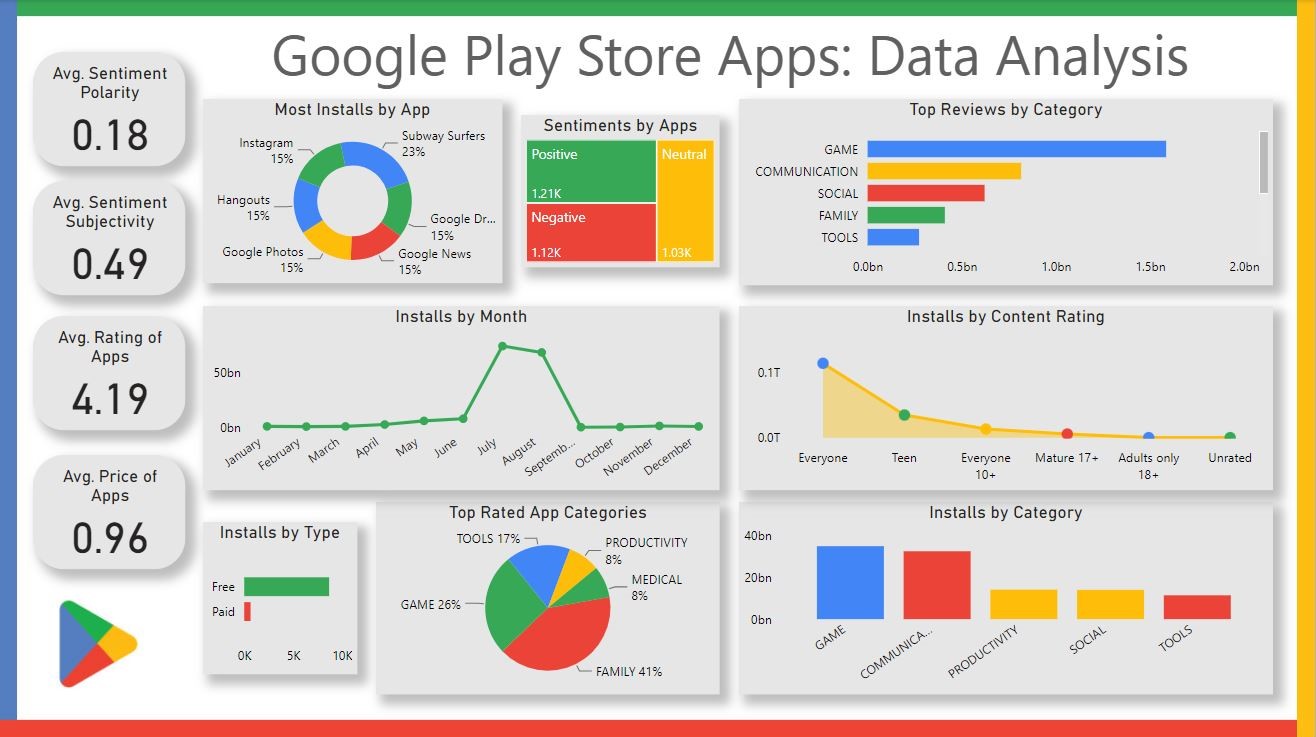 Google Play Store Apps: Data Analysis
Avg. Sentiment
Polarity
0.18
Avg. Sentiment
Subjectivity
0.49
Avg. Rating of
Apps
4.19
Avg. Price of
Apps
0.96
Most Installs by App
Instagram
15%
Subway Surfers
23%
Hangouts
15%
Google Dr...
15%
Google Photos
15%
Google News
15%
Sentiments by Apps
Positive
1.21K
Neutral
1.03K
Negative
1.12K
Top Reviews by Category
GAME
COMMUNICATION
SOCIAL
FAMILY
TOOLS
0.0bn 0.5bn 1.0bn 1.5bn 2.0bn
Installs by Month
50bn
0bn
January February March April May June July August Septemb... October November December
Installs by Content Rating
0.1T
0.0T
Everyone
Teen
Everyone
10+
Mature 17+
Adults only
18+
Unrated
Installs by Type
Free
Paid
0K 5K 10K
Top Rated App Categories
TOOLS 17%
PRODUCTIVITY
8%
MEDICAL
8%
GAME 26%
FAMILY 41%
Installs by Category
40bn
20bn
0bn
GAME COMMUNICA... PRODUCTIVITY SOCIAL TOOLS